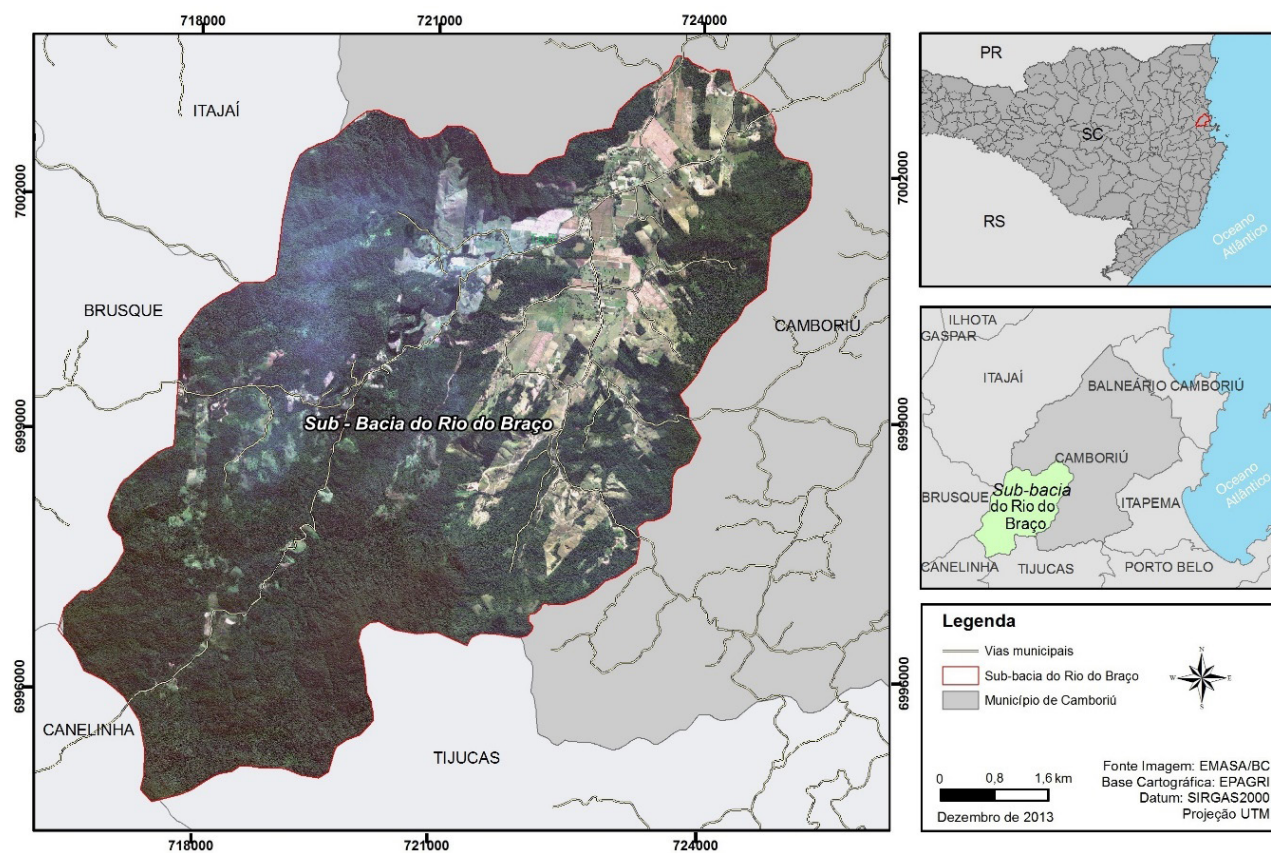 718000
721000
724000
ITAJAÍ
7002000
BRUSQUE
CAMBORIÚ
6999000
Sub - Bacia do Rio do Braço
6996000
CANELINHA
TIJUCAS
7002000
6999000
6996000
718000
721000
724000
PR
SC
RS
Oceano
Atlântico
ILHOTA
GASPAR
ITAJAÍ
BALNEÁRIO CAMBORIÚ
CAMBORIÚ
BRUSQUE
Sub-bacia
do Rio do
Braço
ITAPEMA
Oceano
Atlântico
CANELINHA
TIJUCAS
PORTO BELO
Legenda
Vias municipais
Sub-bacia do Rio do Braço
Município de Camboriú
N
W
E
S
0 0,8 1,6 km
Dezembro de 2013
Fonte Imagem: EMASA/BC
Base Cartográfica: EPAGRI
Datum: SIRGAS2000
Projeção UTM